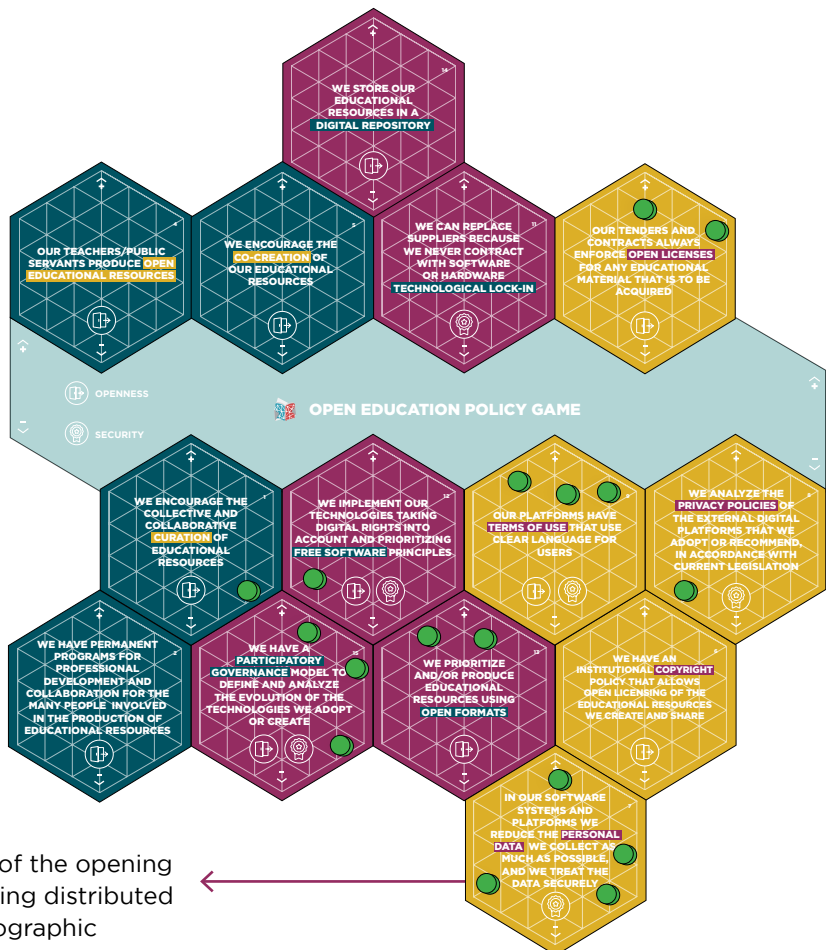 14
WE STORE OUR
EDUCATIONAL
RESOURCES IN A
DIGITAL REPOSITORY
4
OUR TEACHERS/PUBLIC
SERVANTS PRODUCE OPEN
EDUCATIONAL RESOURCES
WE ENCOURAGE THE
CO-CREATION OF
OUR EDUCATIONAL
RESOURCES
11
WE CAN REPLACE
SUPPLIERS BECAUSE
WE NEVER CONTRACT
WITH SOFTWARE
OR HARDWARE
TECHNOLOGICAL LOCK-IN
OUR TENDERS AND
CONTRACTS ALWAYS
ENFORCE OPEN LICENSES
FOR ANY EDUCATIONAL
MATERIAL THAT IS TO BE
ACQUIRED
OPENNESS
SECURITY
OPEN EDUCATION POLICY GAME
1
WE ENCOURAGE THE
COLLECTIVE AND
COLLABORATIVE
CURATION OF
EDUCATIONAL
RESOURCES
12
WE IMPLEMENT OUR
TECHNOLOGIES TAKING
DIGITAL RIGHTS INTO
ACCOUNT AND PRIORITIZING
FREE SOFTWARE PRINCIPLES
OUR PLATFORMS HAVE
TERMS OF USE THAT USE
CLEAR LANGUAGE FOR
USERS
WE ANALYZE THE
PRIVACY POLICIES OF
THE EXTERNAL DIGITAL
PLATFORMS THAT WE
ADOPT OR RECOMMEND,
IN ACCORDANCE WITH
CURRENT LEGISLATION
WE HAVE PERMANENT
PROGRAMS FOR
PROFESSIONAL
DEVELOPMENT AND
COLLABORATION FOR THE
MANY PEOPLE INVOLVED
IN THE PRODUCTION OF
EDUCATIONAL RESOURCES
WE HAVE A
PARTICIPATORY
GOVERNANCE MODEL TO
DEFINE AND ANALYZE
THE EVOLUTION OF THE
TECHNOLOGIES WE ADOPT
OR CREATE
13
WE PRIORITIZE
AND/OR PRODUCE
EDUCATIONAL
RESOURCES USING
OPEN FORMATS
WE HAVE AN
INSTITUTIONAL COPYRIGHT
POLICY THAT ALLOWS
OPEN LICENSING OF THE
EDUCATIONAL RESOURCES
WE CREATE AND SHARE
IN OUR SOFTWARE
SYSTEMS AND
PLATFORMS WE
REDUCE THE PERSONAL
DATA WE COLLECT AS
MUCH AS POSSIBLE,
AND WE TREAT THE
DATA SECURELY
of the opening
ing distributed
ographic